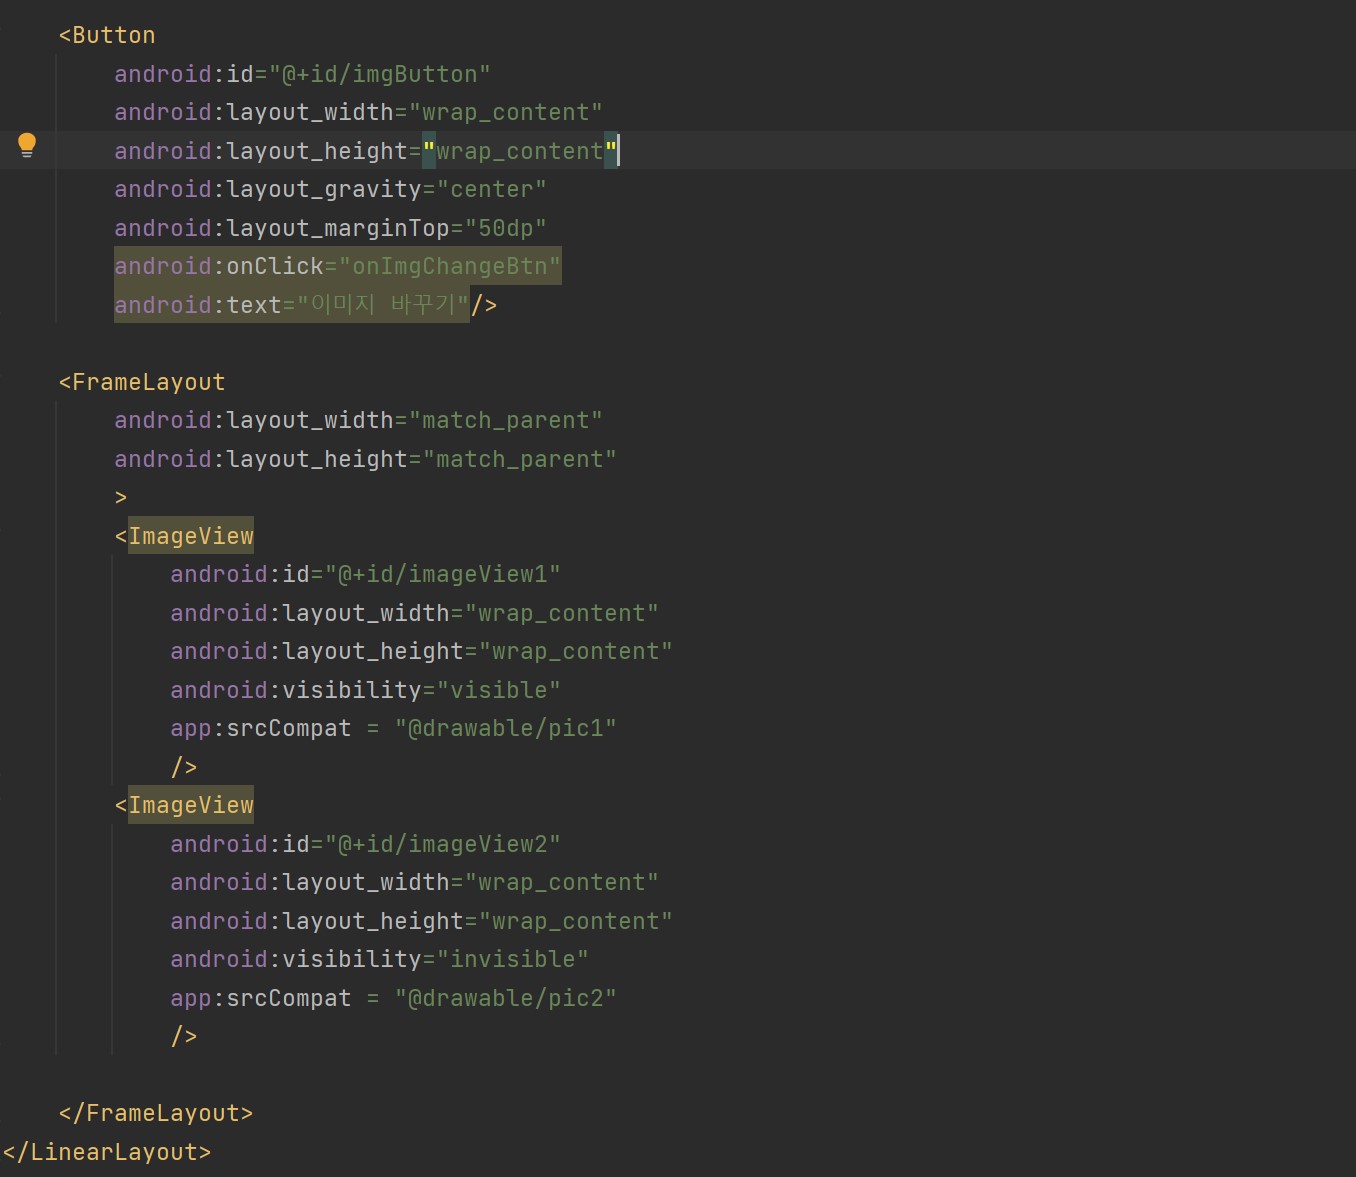 <Button
android:id="@+id/imgButton"
android:layout_width="wrap_content"
android:layout_height="wrap_content"
android:layout_gravity="center"
android:layout_marginTop="50dp"
android:onClick="onImgChangeBtn"
android:text="이미지 바꾸기"/>
<FrameLayout
android:layout_width="match_parent"
android:layout_height="match_parent"
>
<ImageView
android:id="@+id/imageView1"
android:layout_width="wrap_content"
android:layout_height="wrap_content"
android:visibility="visible"
app:srcCompat = "@drawable/pic1"
/>
<ImageView
android:id="@+id/imageView2"
android:layout_width="wrap_content"
android:layout_height="wrap_content"
android:visibility="invisible"
app:srcCompat = "@drawable/pic2"
/>
</FrameLayout>
</LinearLayout>